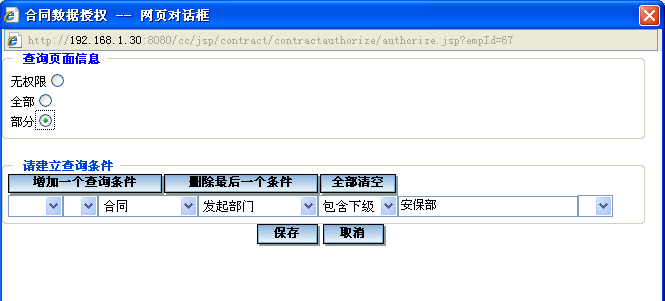 合同数据授权 -- 网页对话框
http://192.168.1.30:8080/cc/jsp/contract/contractauthorize/authorize.jsp?empId=67
查询页面信息
无权限
全部
部分
请建立查询条件
增加一个查询条件 删除最后一个条件 全部清空
合同 发起部门 包含下级 安保部
保存 取消